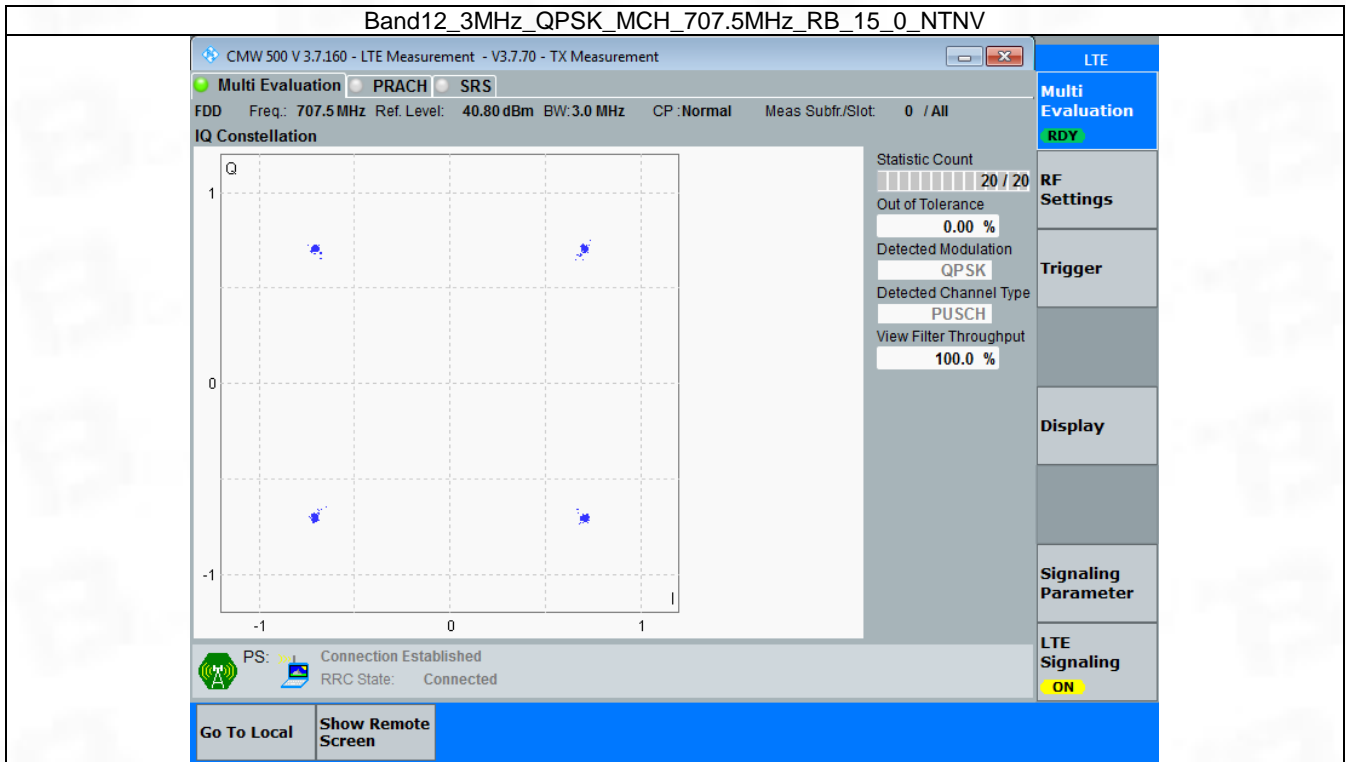 Band12_3MHz_QPSK_MCH_707.5MHz_RB_15_0_NTNV
CMW 500 V 3.7.160 - LTE Measurement - V3.7.70 - TX Measurement
LTE
Multi Evaluation PRACH SRS
Multi
Evaluation
RDY
FDD Freq.: 707.5 MHz Ref. Level: 40.80 dBm BW: 3.0 MHz CP : Normal Meas Subfr./Slot: 0 / All
IQ Constellation
Q
1
0
-1
I
-1 0 1
Statistic Count
20 / 20
Out of Tolerance
0.00 %
Detected Modulation
QPSK
Detected Channel Type
PUSCH
View Filter Throughput
100.0 %
RF
Settings
Trigger
Display
Signaling
Parameter
LTE
Signaling
ON
PS: Connection Established
RRC State: Connected
Go To Local
Show Remote
Screen